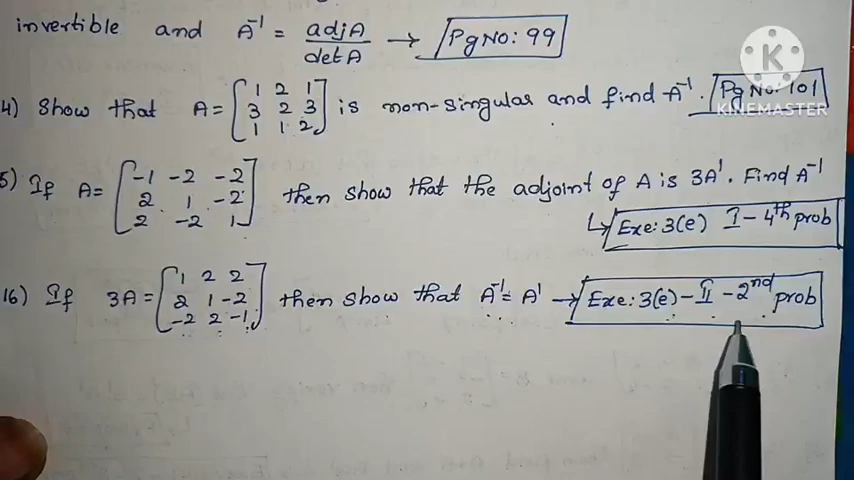 invertible and A⁻¹ = adjA / detA → Pg No: 99
4) Show that A = [1 2 1
3 2 3
1 1 2] is non-singular and find A⁻¹. Pg No: 101
5) If A = [-1 -2 -2
2 1 -2
2 -2 1] then show that the adjoint of A is 3A'. Find A⁻¹
↳ Exe: 3(e) I - 4th prob
16) If 3A = [1 2 2
2 1 -2
-2 2 -1] then show that A⁻¹ = A' → Exe: 3(e) - II - 2nd prob
KINEMASTER